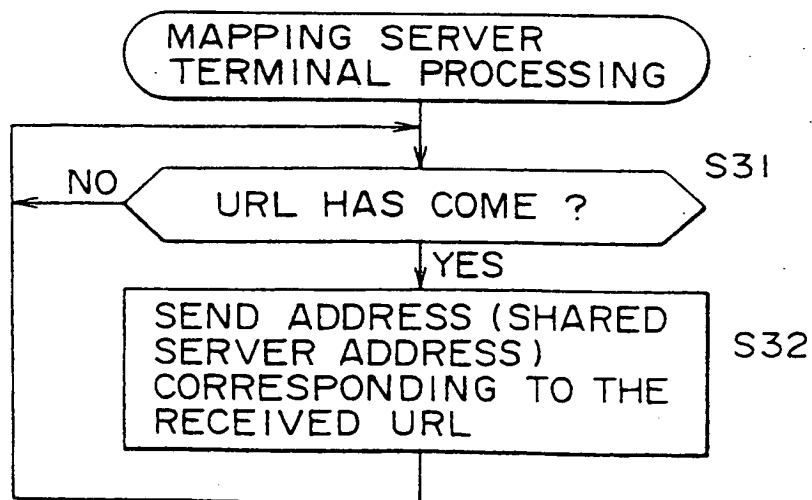 MAPPING SERVER
TERMINAL PROCESSING
S31
NO
URL HAS COME ?
YES
SEND ADDRESS (SHARED
SERVER ADDRESS)
CORRESPONDING TO THE
RECEIVED URL
S32